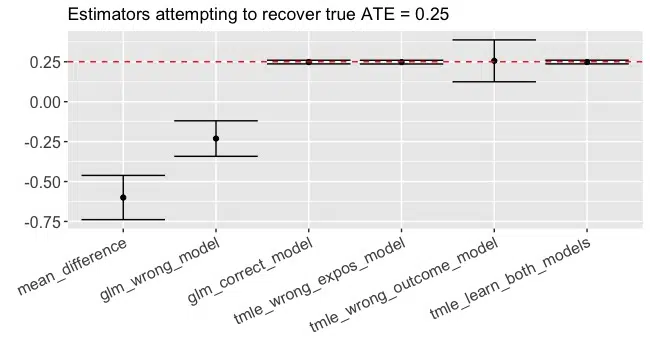 Estimators attempting to recover true ATE = 0.25
0.25
0.00
-0.25
-0.50
-0.75
mean_difference
glm_wrong_model
glm_correct_model
tmle_wrong_expos_model
tmle_wrong_outcome_model
tmle_learn_both_models